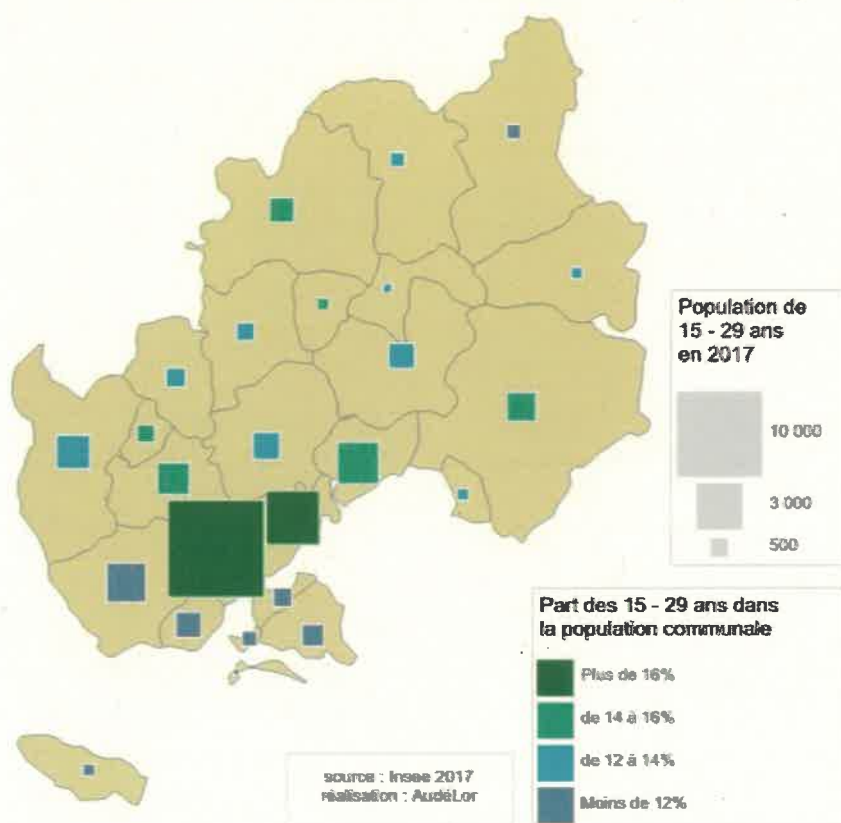 Population de
15 - 29 ans
en 2017
10 000
3 000
500
Part des 15 - 29 ans dans
la population communale
Plus de 16%
de 14 à 16%
de 12 à 14%
Moins de 12%
source : Insee 2017
réalisation : AudéLor